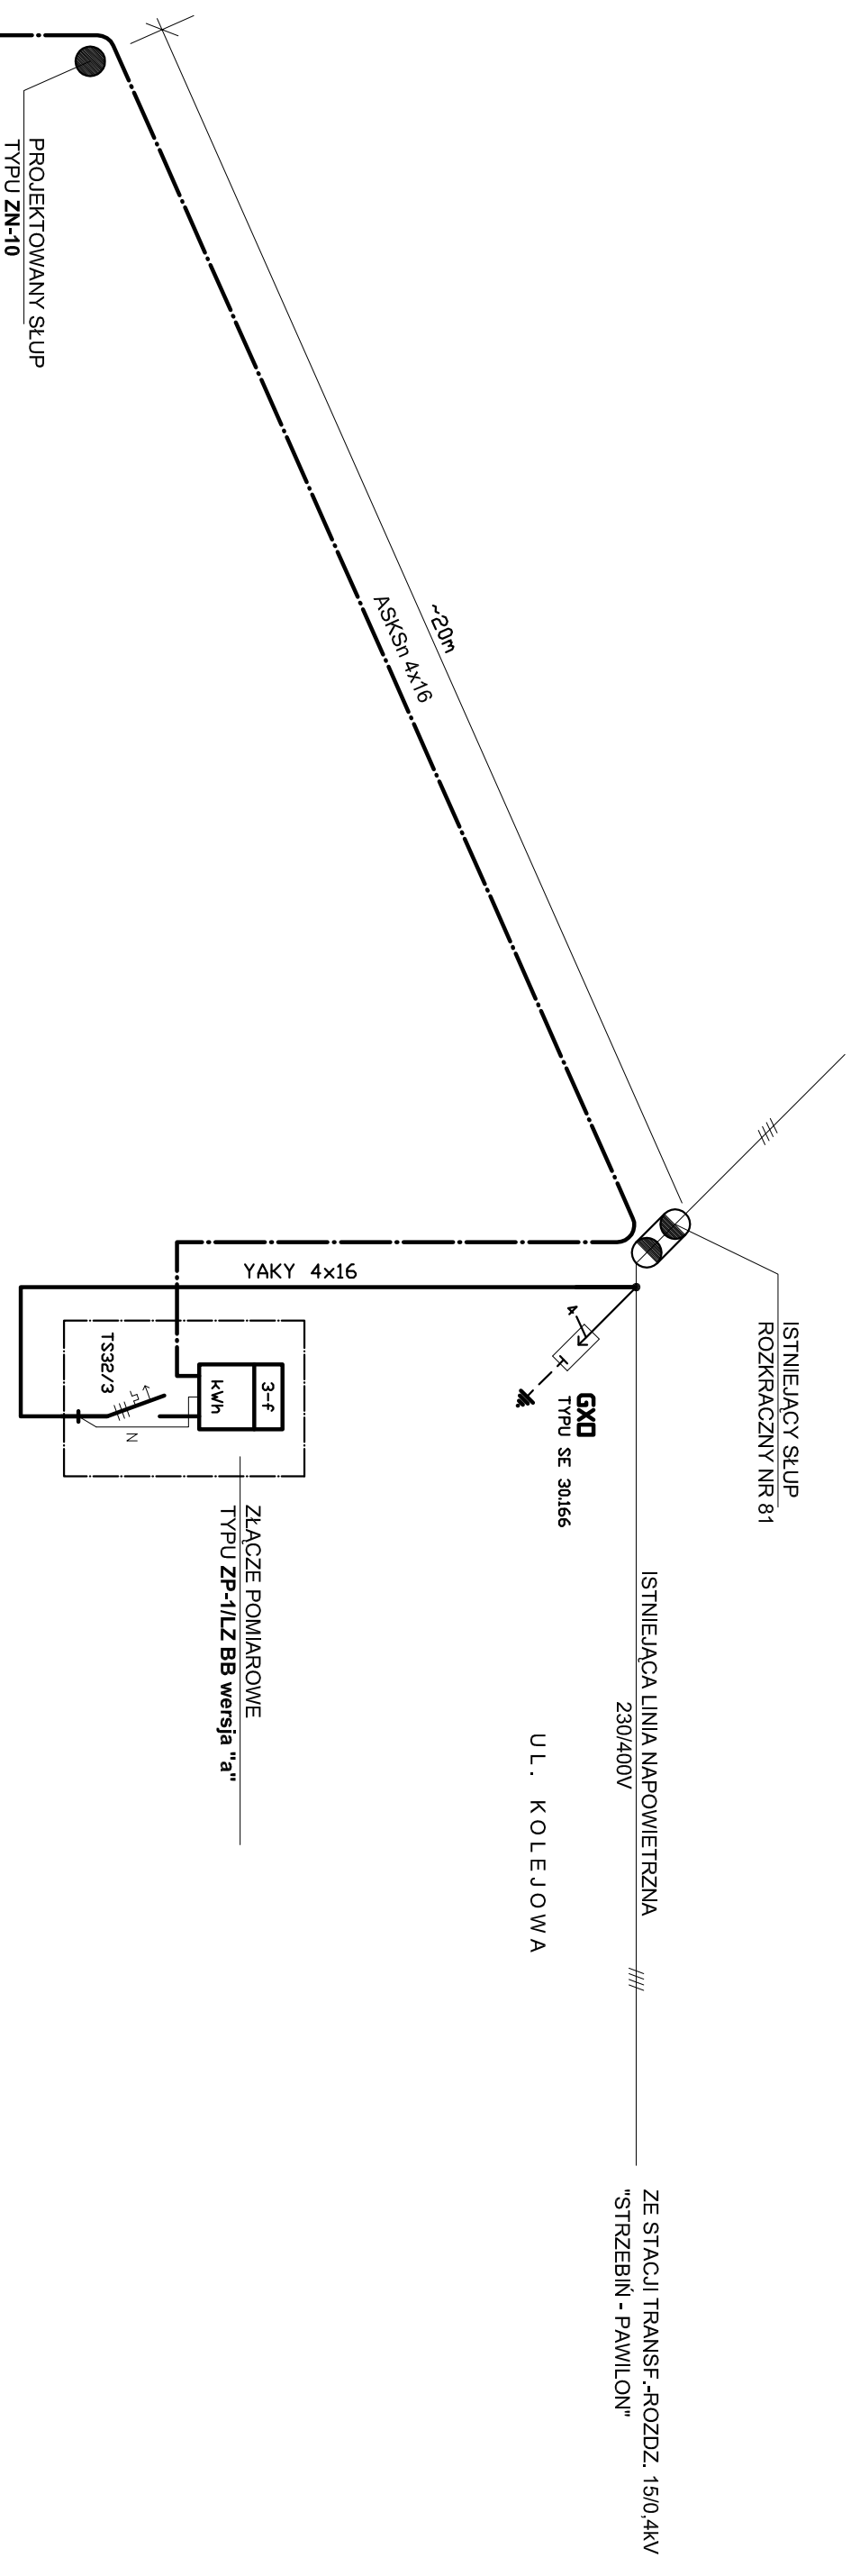 ISTNIEJĄCY SŁUP
ROZKRACZNY NR 81
ISTNIEJĄCA LINIA NAPOWIETRZNA
230/400V
ZE STACJI TRANSF.-ROZDZ. 15/0,4kV
"STRZEBIŃ - PAWILON"
GXO
TYPU SE 30.166
4
UL. KOLEJOWA
~20m
ASKSn 4x16
YAKY 4x16
3-f
kWh
N
TS32/3
ZŁĄCZE POMIAROWE
TYPU ZP-1/LZ BB wersja "a"
PROJEKTOWANY SŁUP
TYPU ZN-10